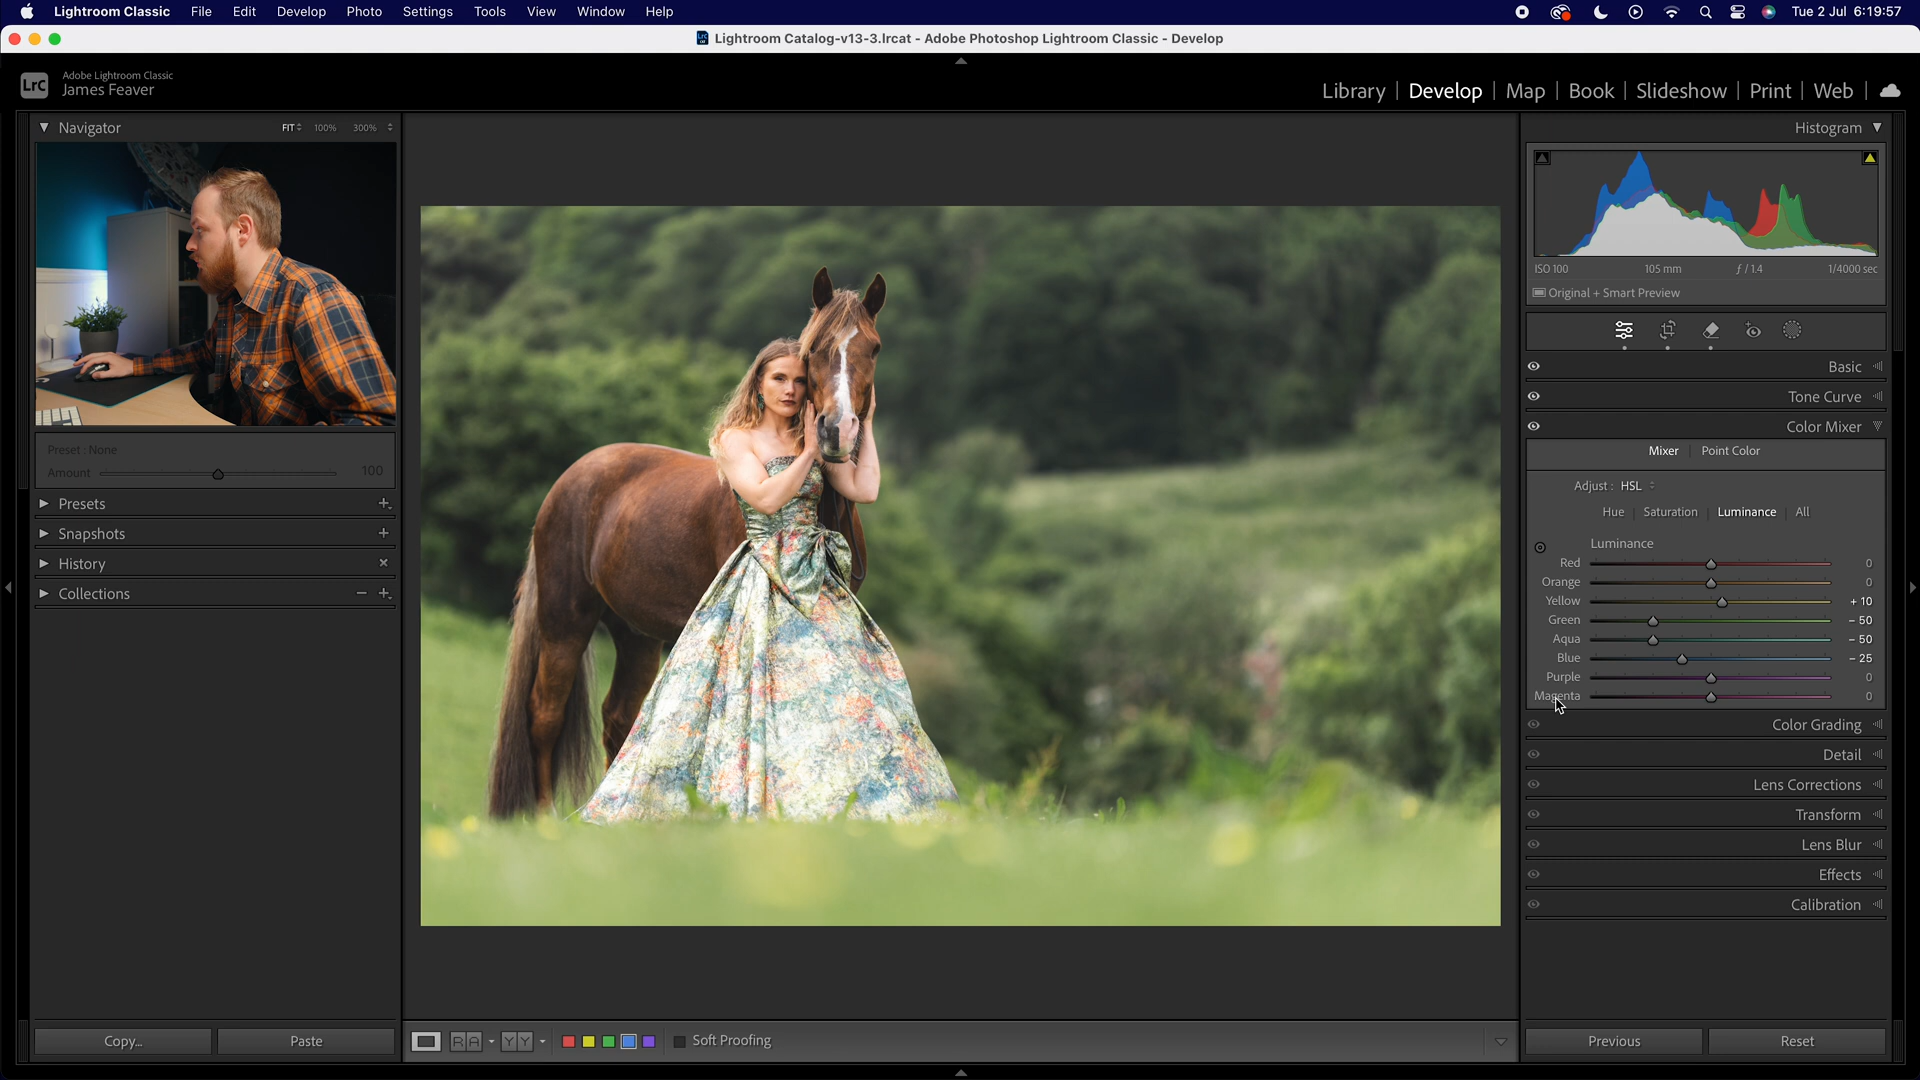 Lightroom Classic File Edit Develop Photo Settings Tools View Window Help Tue 2 Jul 6:19:57
Lightroom Catalog-v13-3.lrcat - Adobe Photoshop Lightroom Classic - Develop
LrC
Adobe Lightroom Classic
James Feaver
Library | Develop | Map | Book | Slideshow | Print | Web
Navigator FIT 100% 300%
Preset : None
Amount 100
Presets
Snapshots
History
Collections
Copy... Paste
R A Y Y Soft Proofing
Histogram
ISO 100 105 mm ƒ / 1.4 1/4000 sec
Original + Smart Preview
Basic
Tone Curve
Color Mixer
Mixer | Point Color
Adjust : HSL
Hue | Saturation | Luminance | All
Luminance
Red 0
Orange 0
Yellow + 10
Green – 50
Aqua – 50
Blue – 25
Purple 0
Magenta 0
Color Grading
Detail
Lens Corrections
Transform
Lens Blur
Effects
Calibration
Previous Reset